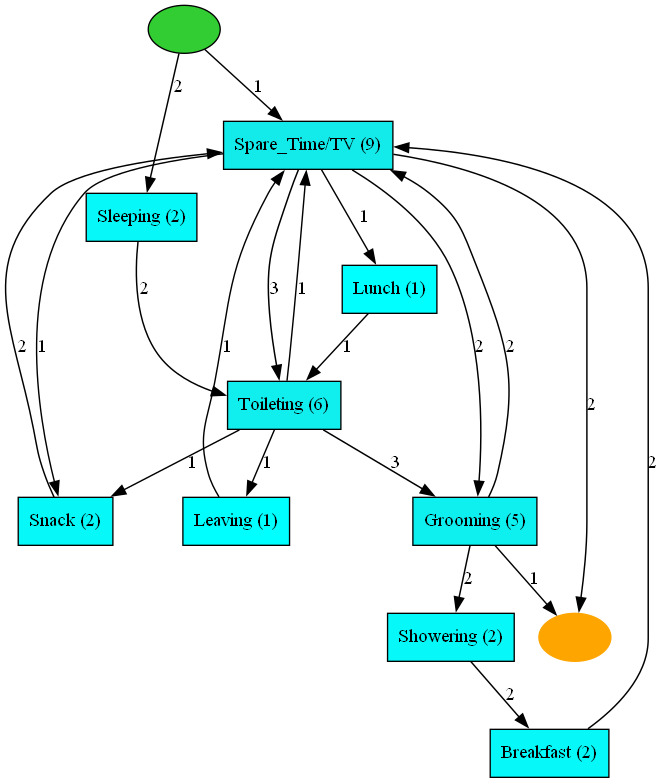 2
1
Spare_Time/TV (9)
Sleeping (2)
1
Lunch (1)
2
3
1
2
1
1
1
2
2
2
2
Toileting (6)
1
1
3
Snack (2)
Leaving (1)
Grooming (5)
2
1
Showering (2)
2
Breakfast (2)